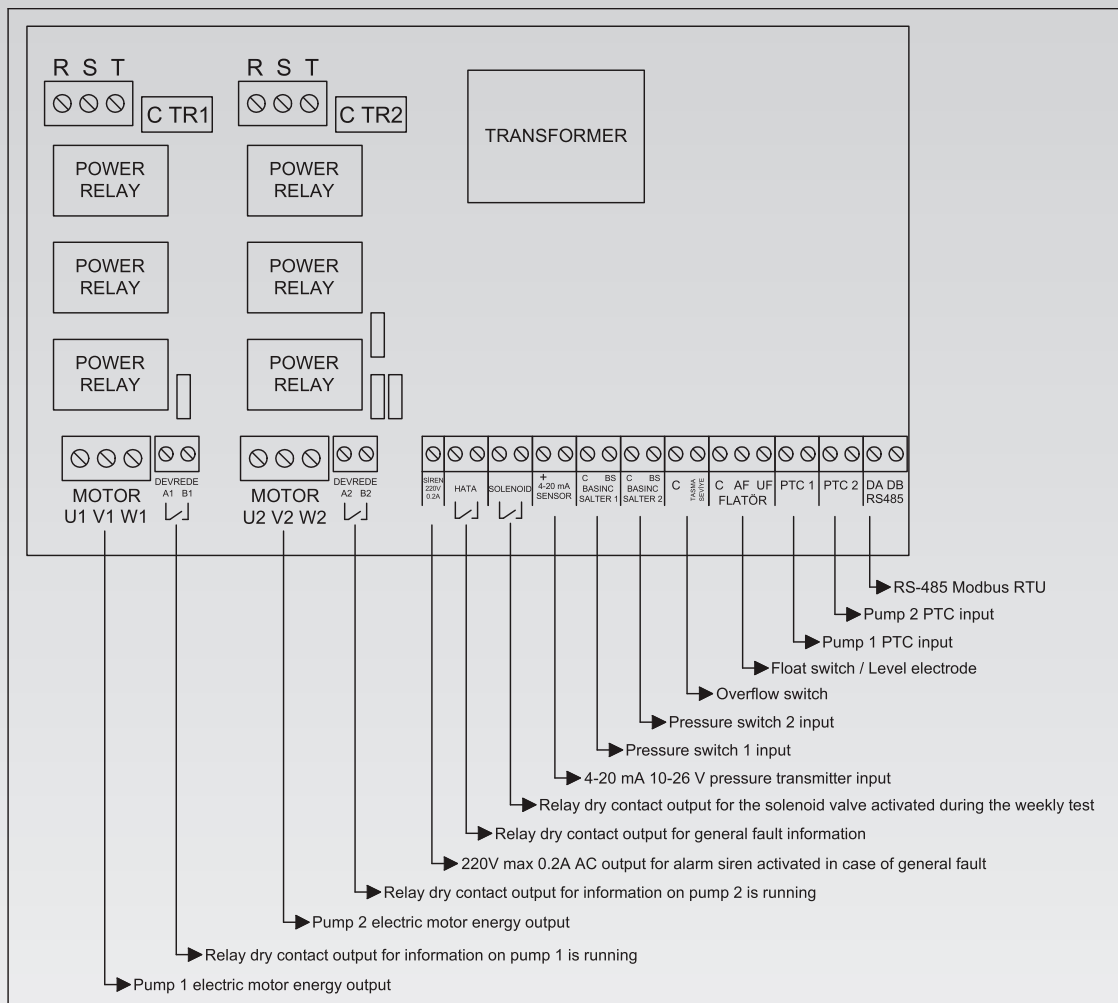 R S T
R S T
C TR1
C TR2
TRANSFORMER
POWER
RELAY
POWER
RELAY
POWER
RELAY
POWER
RELAY
POWER
RELAY
POWER
RELAY
MOTOR
U1 V1 W1
DEVREDE
A1 B1
MOTOR
U2 V2 W2
DEVREDE
A2 B2
SİREN
220V
0.2A
HATA
SOLENOID
+
4-20 mA
SENSOR
C BS
BASINC
SALTER 1
C BS
BASINC
SALTER 2
C
TASMA
SEVİYE
C AF UF
FLATÖR
PTC 1
PTC 2
DA DB
RS485
RS-485 Modbus RTU
Pump 2 PTC input
Pump 1 PTC input
Float switch / Level electrode
Overflow switch
Pressure switch 2 input
Pressure switch 1 input
4-20 mA 10-26 V pressure transmitter input
Relay dry contact output for the solenoid valve activated during the weekly test
Relay dry contact output for general fault information
220V max 0.2A AC output for alarm siren activated in case of general fault
Relay dry contact output for information on pump 2 is running
Pump 2 electric motor energy output
Relay dry contact output for information on pump 1 is running
Pump 1 electric motor energy output